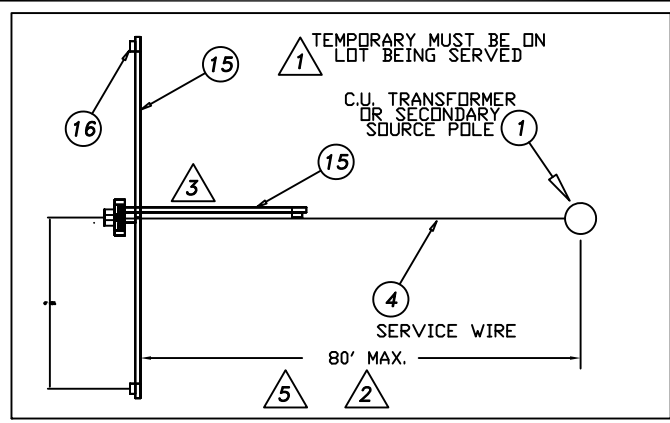 TEMPORARY MUST BE ON
LOT BEING SERVED
1
15
16
C.U. TRANSFORMER
OR SECONDARY
SOURCE POLE
1
15
3
4
SERVICE WIRE
80' MAX.
5
2